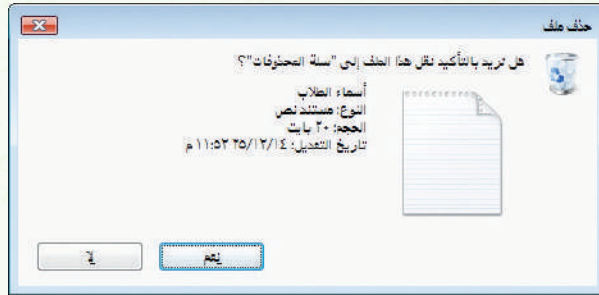 حذف ملف
هل تريد بالتأكيد نقل هذا الملف إلى "سلة المحذوفات"؟
أسماء الطلاب
النوع: مستند نص
الحجم: ٢٠ بايت
تاريخ التعديل: ٢٥/١٢/١٤ ١١:٥٢ م
نعم
لا